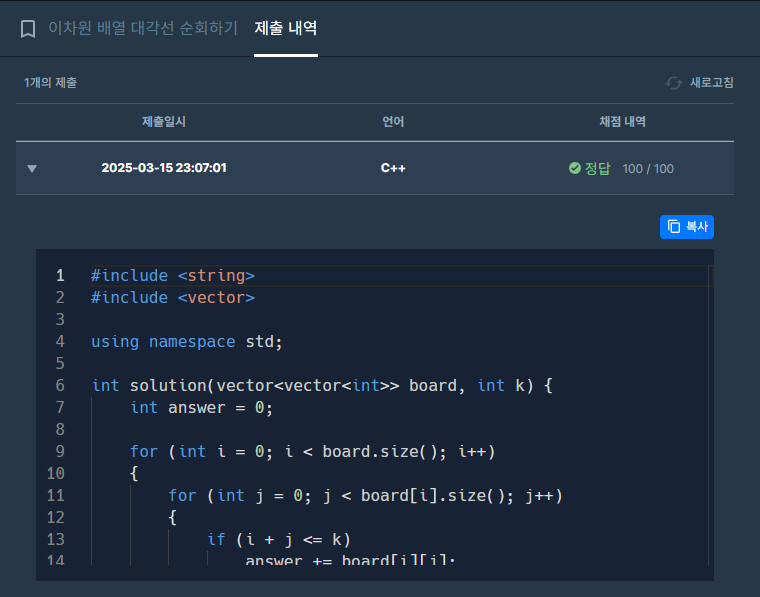 이차원 배열 대각선 순회하기 제출 내역
1개의 제출 새로고침
제출일시 언어 채점 내역
2025-03-15 23:07:01 C++ 정답 100 / 100
복사
1 #include <string>
2 #include <vector>
3
4 using namespace std;
5
6 int solution(vector<vector<int>> board, int k) {
7 int answer = 0;
8
9 for (int i = 0; i < board.size(); i++)
10 {
11 for (int j = 0; j < board[i].size(); j++)
12 {
13 if (i + j <= k)
14 answer += board[i][j];